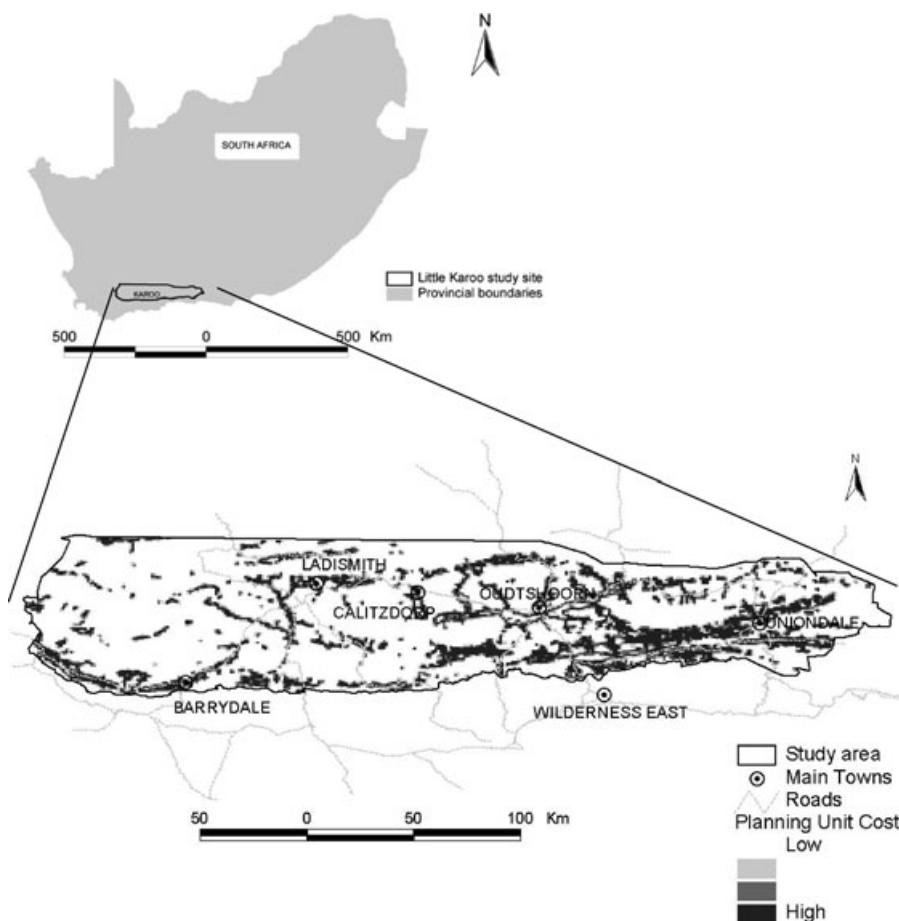 N
SOUTH AFRICA
Little Karoo study site
KAROO
Provincial boundaries
500 0 500 Km
N
LADISMITH
OUDTSHOORN
CALITZDORP
UNIONDALE
BARRYDALE
WILDERNESS EAST
Study area
Main Towns
Roads
Planning Unit Cost
Low
50 0 50 100 Km
High